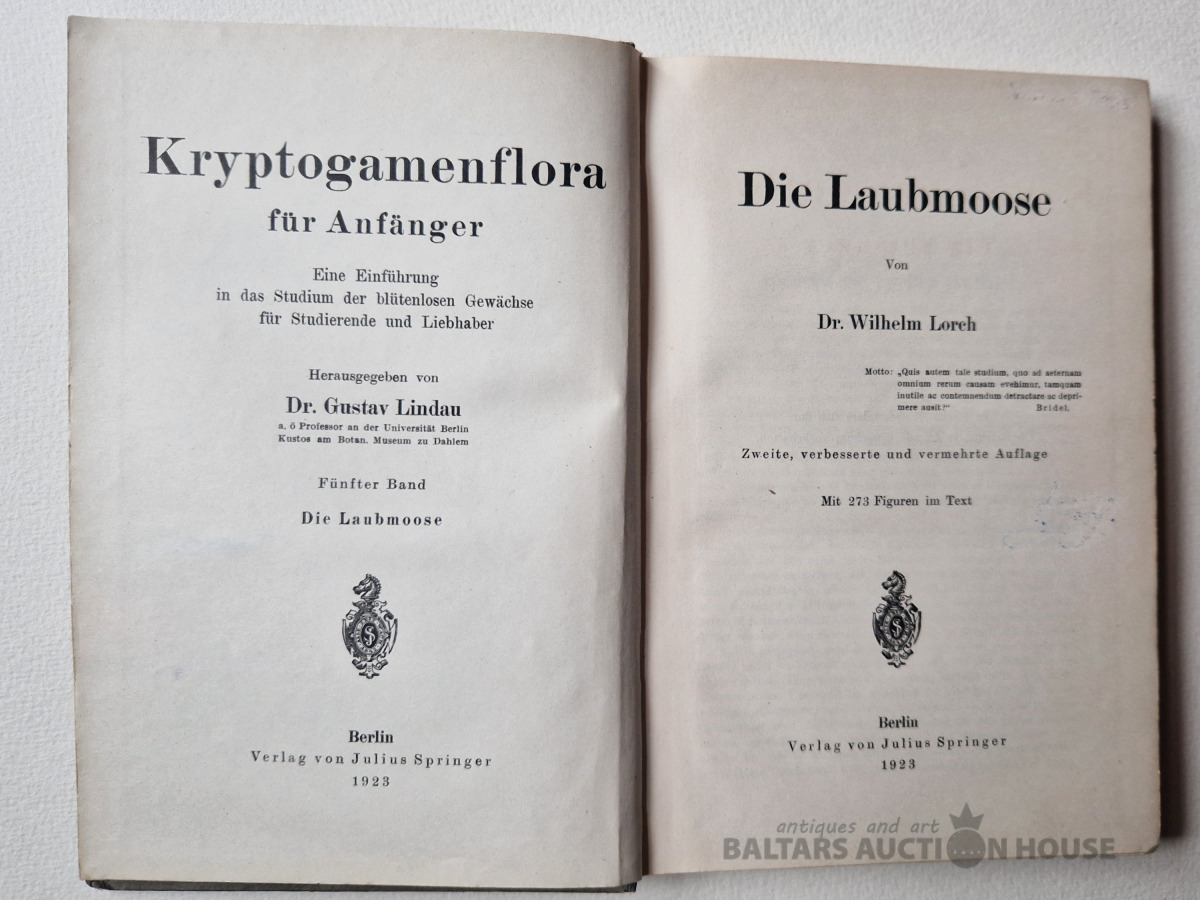 Kryptogamenflora
für Anfänger
Eine Einführung
in das Studium der blütenlosen Gewächse
für Studierende und Liebhaber
Herausgegeben von
Dr. Gustav Lindau
a. ö Professor an der Universität Berlin
Kustos am Botan. Museum zu Dahlem
Fünfter Band
Die Laubmoose
Berlin
Verlag von Julius Springer
1923
Die Laubmoose
Von
Dr. Wilhelm Lorch
Motto: „Quis autem tale studium, quo ad aeternam
omnium rerum causam evehimur, tamquam
inutile ac contemnendum detractare ac depri-
mere ausit?“ Bridel.
Zweite, verbesserte und vermehrte Auflage
Mit 273 Figuren im Text
Berlin
Verlag von Julius Springer
1923
antiques and art
BALTARS AUCTION HOUSE